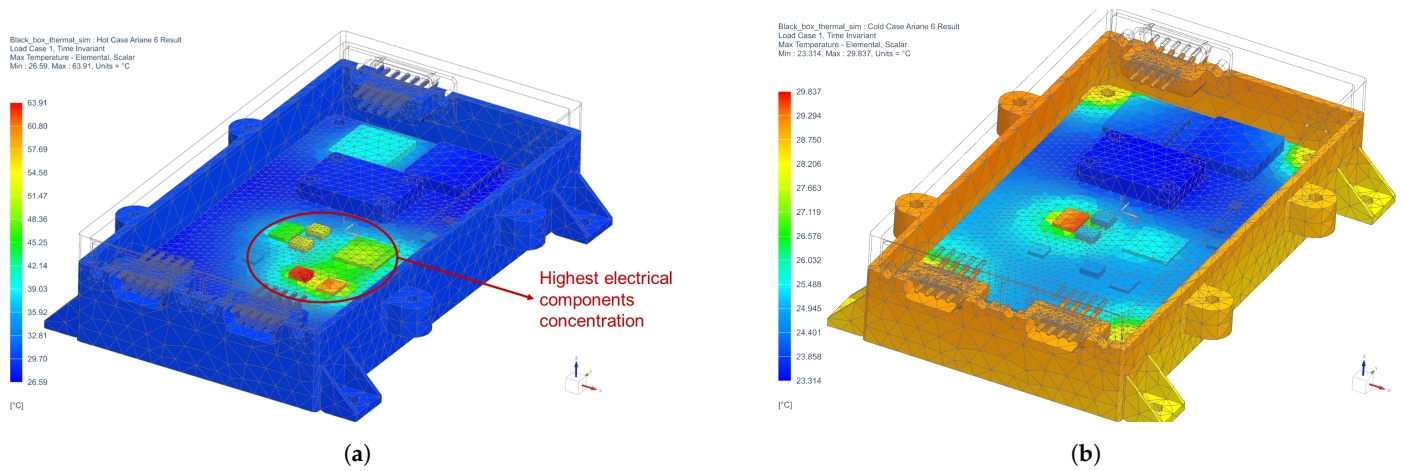 Black_box_thermal_sim : Hot Case Ariane 6 Result
Load Case 1, Time Invariant
Max Temperature - Elemental, Scalar
Min : 26.59, Max : 63.91, Units = °C
63.91
60.80
57.69
54.58
51.47
48.36
45.25
42.14
39.03
35.92
32.81
29.70
26.59
[°C]
Highest electrical
components
concentration
Z
Y
X
(a)
Black_box_thermal_sim : Cold Case Ariane 6 Result
Load Case 1, Time Invariant
Max Temperature - Elemental, Scalar
Min : 23.314, Max : 29.837, Units = °C
29.837
29.294
28.750
28.206
27.663
27.119
26.576
26.032
25.488
24.945
24.401
23.858
23.314
[°C]
Z
Y
X
(b)